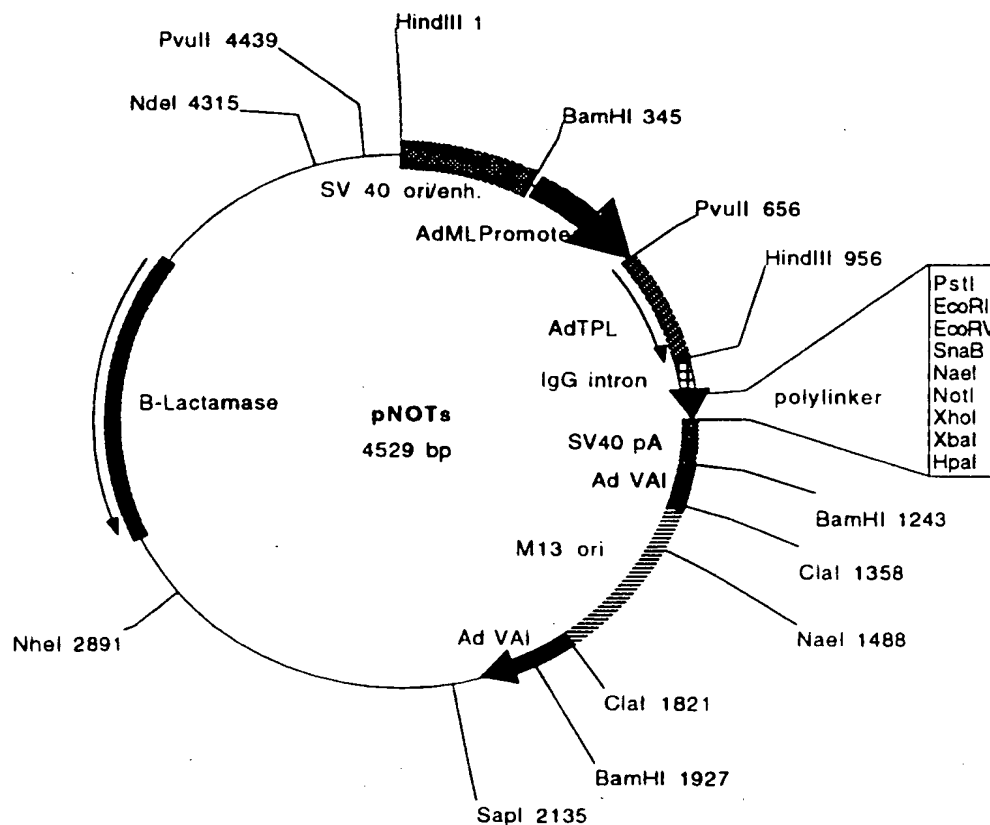 HindIII 1
PvuII 4439
NdeI 4315
BamHI 345
SV 40 ori/enh.
AdMLPromote
PvuII 656
HindIII 956
AdTPL
IgG intron
polylinker
PstI
EcoRI
EcoRV
SnaB
NaeI
NotI
XhoI
XbaI
HpaI
B-Lactamase
pNOTs
4529 bp
SV40 pA
Ad VAI
BamHI 1243
M13 ori
ClaI 1358
NheI 2891
Ad VAI
NaeI 1488
ClaI 1821
BamHI 1927
SapI 2135